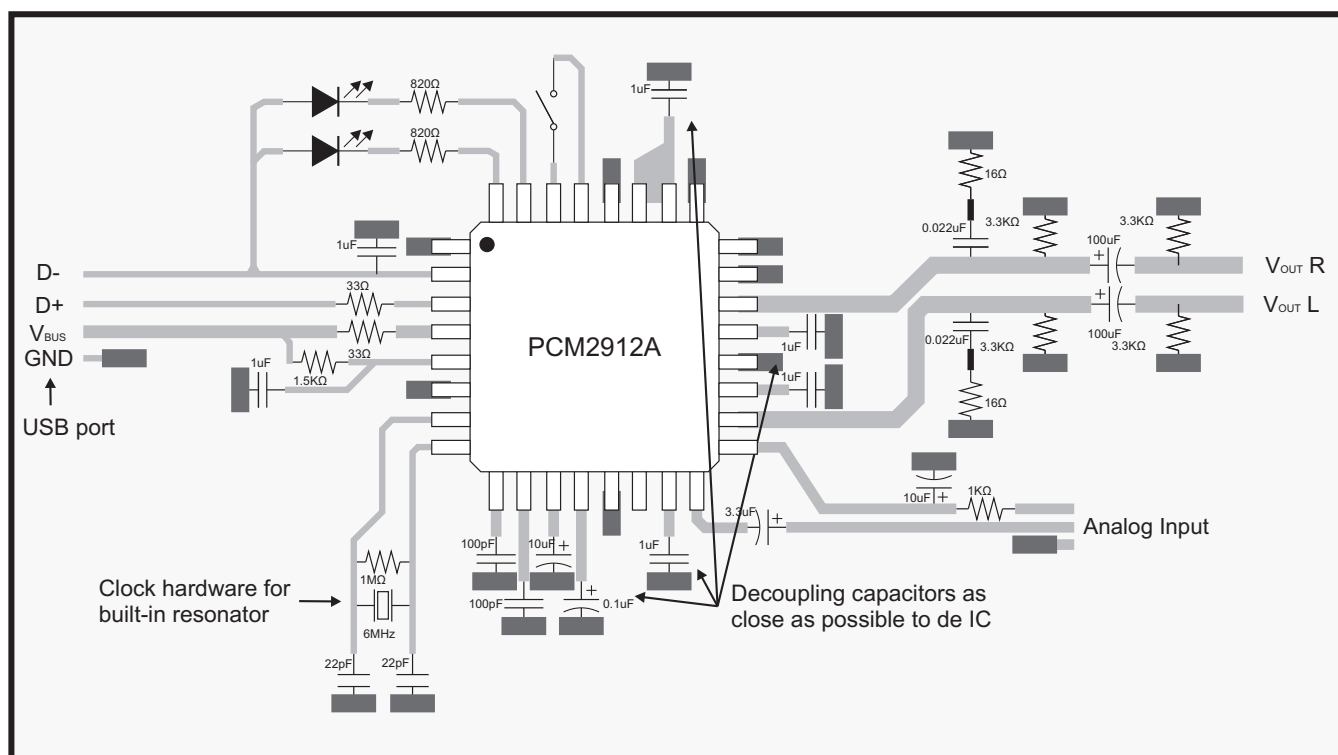 820Ω
1uF
820Ω
16Ω
0.022uF
3.3KΩ
3.3KΩ
100uF
1uF
D-
VOUT R
33Ω
D+
VOUT L
VBUS
PCM2912A
1uF
0.022uF
3.3KΩ
100uF
3.3KΩ
GND
33Ω
1uF
1.5KΩ
1uF
16Ω
USB port
10uF
1KΩ
3.3uF
Analog Input
100pF
10uF
1uF
1MΩ
Clock hardware for
built-in resonator
100pF
0.1uF
Decoupling capacitors as
close as possible to de IC
6MHz
22pF
22pF